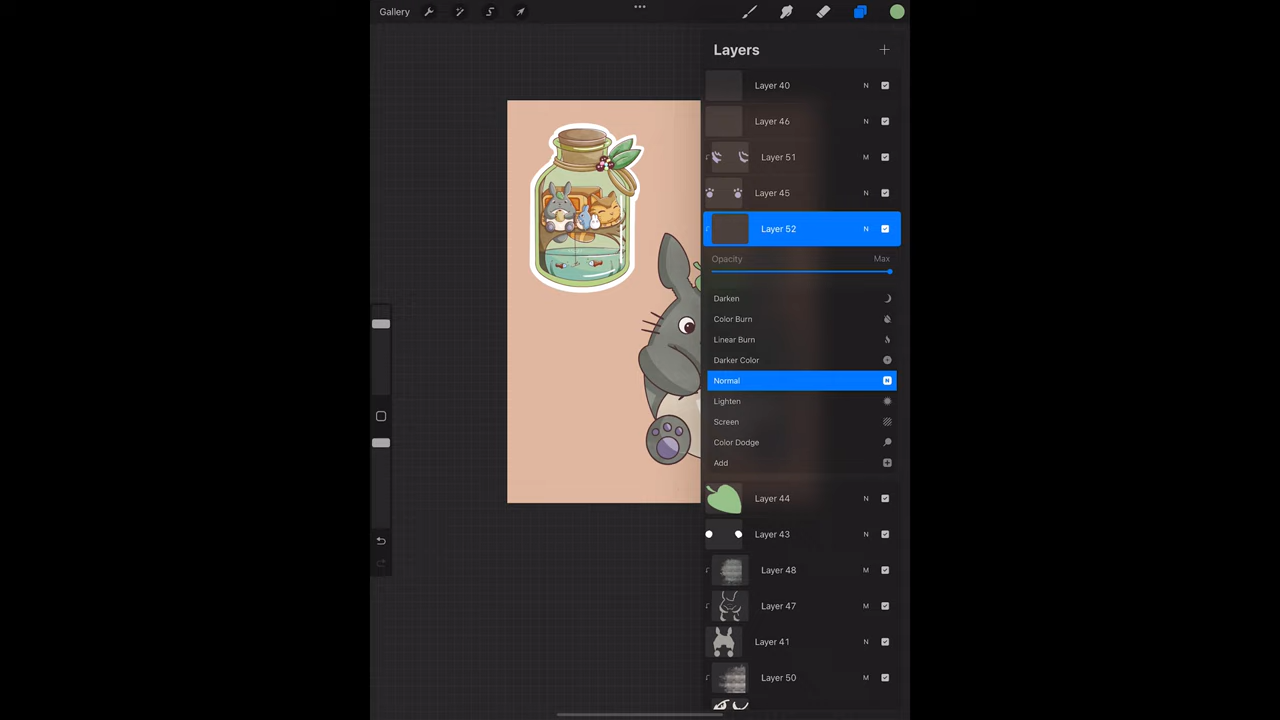 Gallery
Layers
Layer 40 N
Layer 46 N
Layer 51 M
Layer 45 N
Layer 52 N
Opacity Max
Darken
Color Burn
Linear Burn
Darker Color
Normal N
Lighten
Screen
Color Dodge
Add
Layer 44 N
Layer 43 N
Layer 48 M
Layer 47 M
Layer 41 N
Layer 50 M